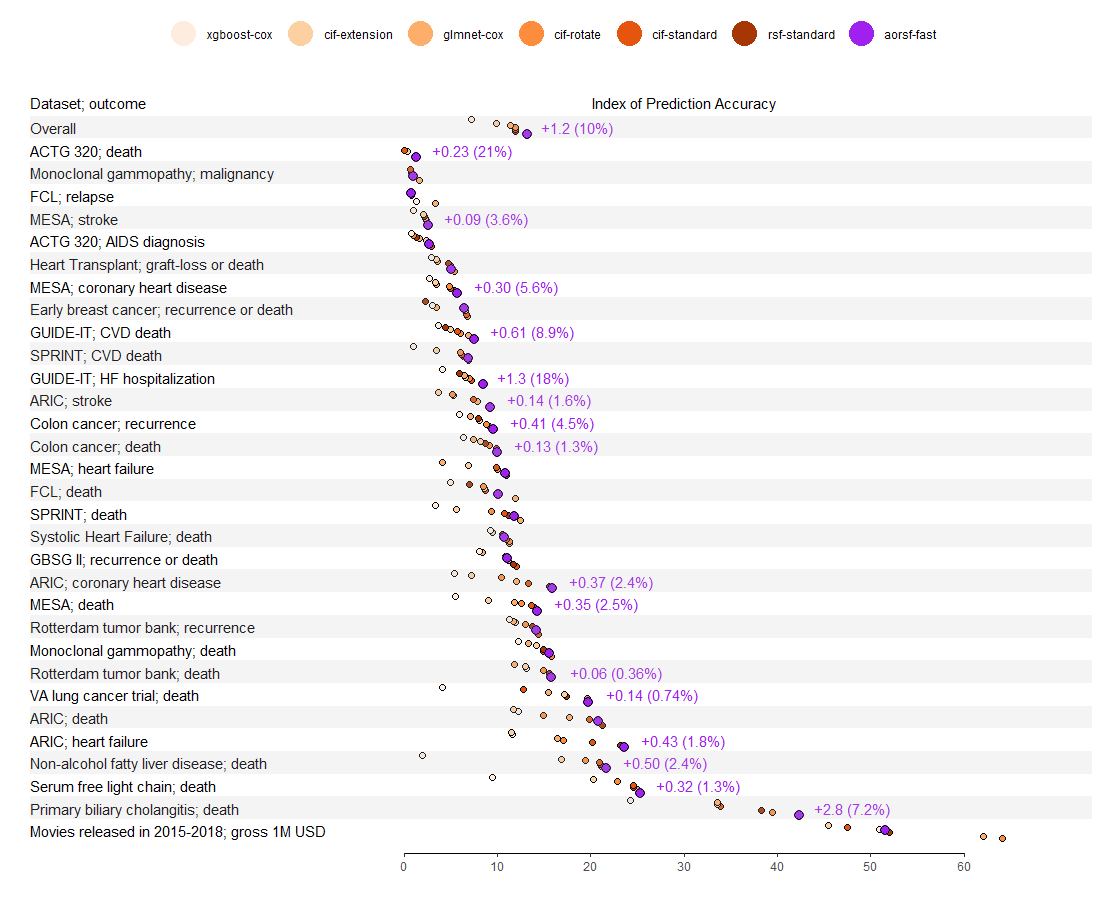 xgboost-cox cif-extension glmnet-cox cif-rotate cif-standard rsf-standard aorsf-fast
Dataset; outcome Index of Prediction Accuracy
Overall +1.2 (10%)
ACTG 320; death +0.23 (21%)
Monoclonal gammopathy; malignancy
FCL; relapse
MESA; stroke +0.09 (3.6%)
ACTG 320; AIDS diagnosis
Heart Transplant; graft-loss or death
MESA; coronary heart disease +0.30 (5.6%)
Early breast cancer; recurrence or death
GUIDE-IT; CVD death +0.61 (8.9%)
SPRINT; CVD death
GUIDE-IT; HF hospitalization +1.3 (18%)
ARIC; stroke +0.14 (1.6%)
Colon cancer; recurrence +0.41 (4.5%)
Colon cancer; death +0.13 (1.3%)
MESA; heart failure
FCL; death
SPRINT; death
Systolic Heart Failure; death
GBSG II; recurrence or death
ARIC; coronary heart disease +0.37 (2.4%)
MESA; death +0.35 (2.5%)
Rotterdam tumor bank; recurrence
Monoclonal gammopathy; death
Rotterdam tumor bank; death +0.06 (0.36%)
VA lung cancer trial; death +0.14 (0.74%)
ARIC; death
ARIC; heart failure +0.43 (1.8%)
Non-alcohol fatty liver disease; death +0.50 (2.4%)
Serum free light chain; death +0.32 (1.3%)
Primary biliary cholangitis; death +2.8 (7.2%)
Movies released in 2015-2018; gross 1M USD
0 10 20 30 40 50 60